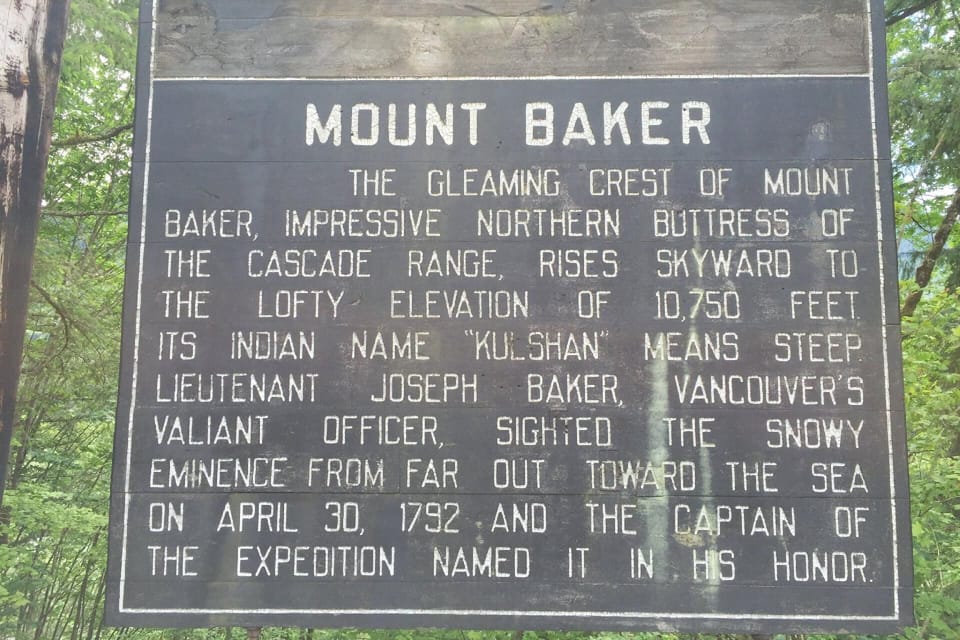 MOUNT BAKER
THE GLEAMING CREST OF MOUNT
BAKER, IMPRESSIVE NORTHERN BUTTRESS OF
THE CASCADE RANGE, RISES SKYWARD TO
THE LOFTY ELEVATION OF 10,750 FEET.
ITS INDIAN NAME "KULSHAN" MEANS STEEP.
LIEUTENANT JOSEPH BAKER, VANCOUVER'S
VALIANT OFFICER, SIGHTED THE SNOWY
EMINENCE FROM FAR OUT TOWARD THE SEA
ON APRIL 30, 1792 AND THE CAPTAIN OF
THE EXPEDITION NAMED IT IN HIS HONOR.